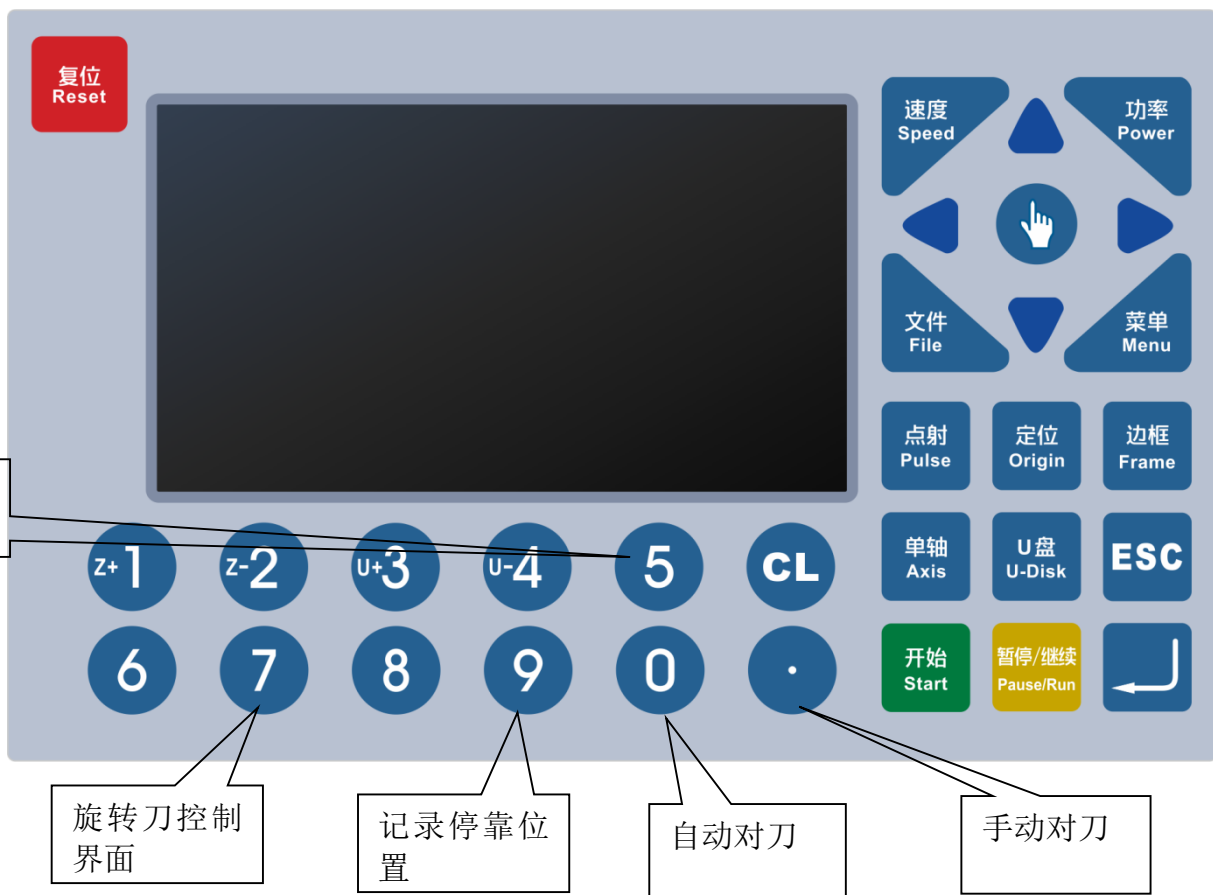 复位
Reset
速度
Speed
功率
Power
文件
File
菜单
Menu
点射
Pulse
定位
Origin
边框
Frame
单轴
Axis
U盘
U-Disk
ESC
Z+1
Z-2
U+3
U-4
5
CL
6
7
8
9
0
·
开始
Start
暂停/继续
Pause/Run
旋转刀控制
界面
记录停靠位
置
自动对刀
手动对刀